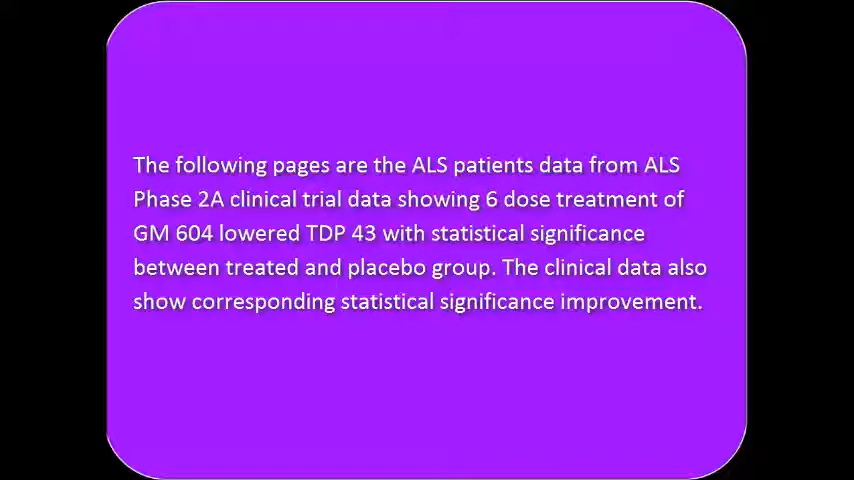 The following pages are the ALS patients data from ALS
Phase 2A clinical trial data showing 6 dose treatment of
GM 604 lowered TDP 43 with statistical significance
between treated and placebo group. The clinical data also
show corresponding statistical significance improvement.